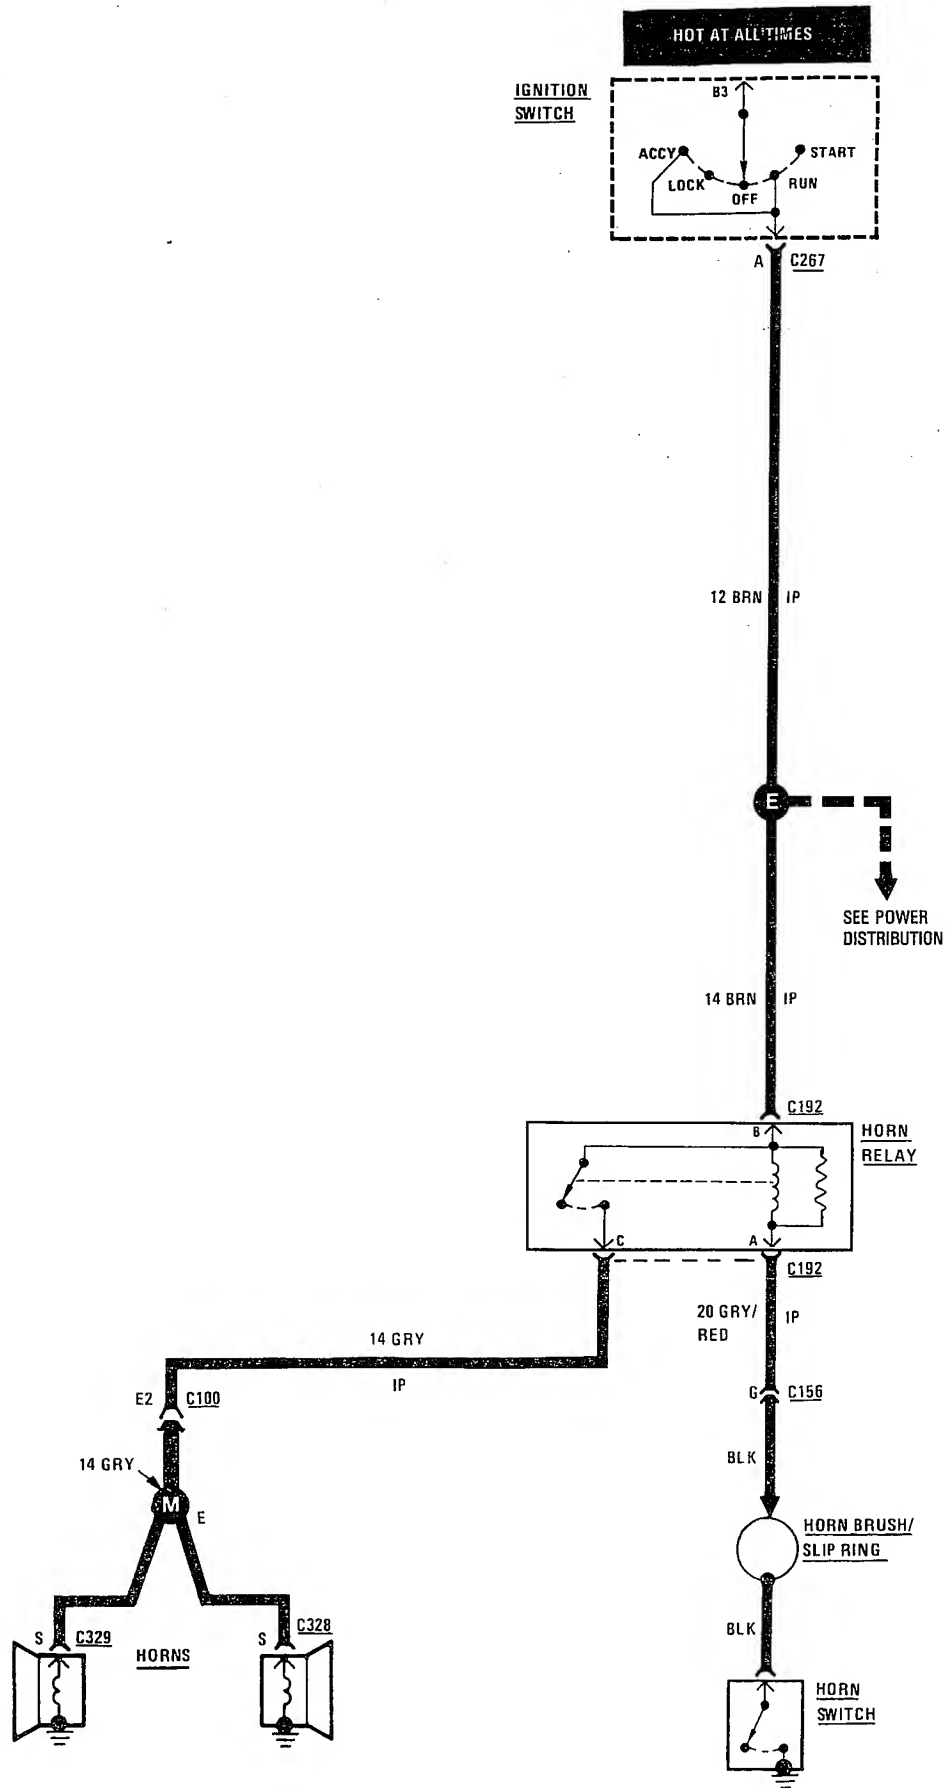 HOT AT ALL TIMES
IGNITION
SWITCH
B3
ACCY
START
LOCK
RUN
OFF
A
C267
12 BRN
IP
E
SEE POWER
DISTRIBUTION
14 BRN
IP
C192
B
HORN
RELAY
C
A
C192
20 GRY/
RED
IP
14 GRY
IP
E2
C100
G
C156
14 GRY
BLK
M
E
HORN BRUSH/
SLIP RING
S
C329
S
C328
HORNS
BLK
HORN
SWITCH